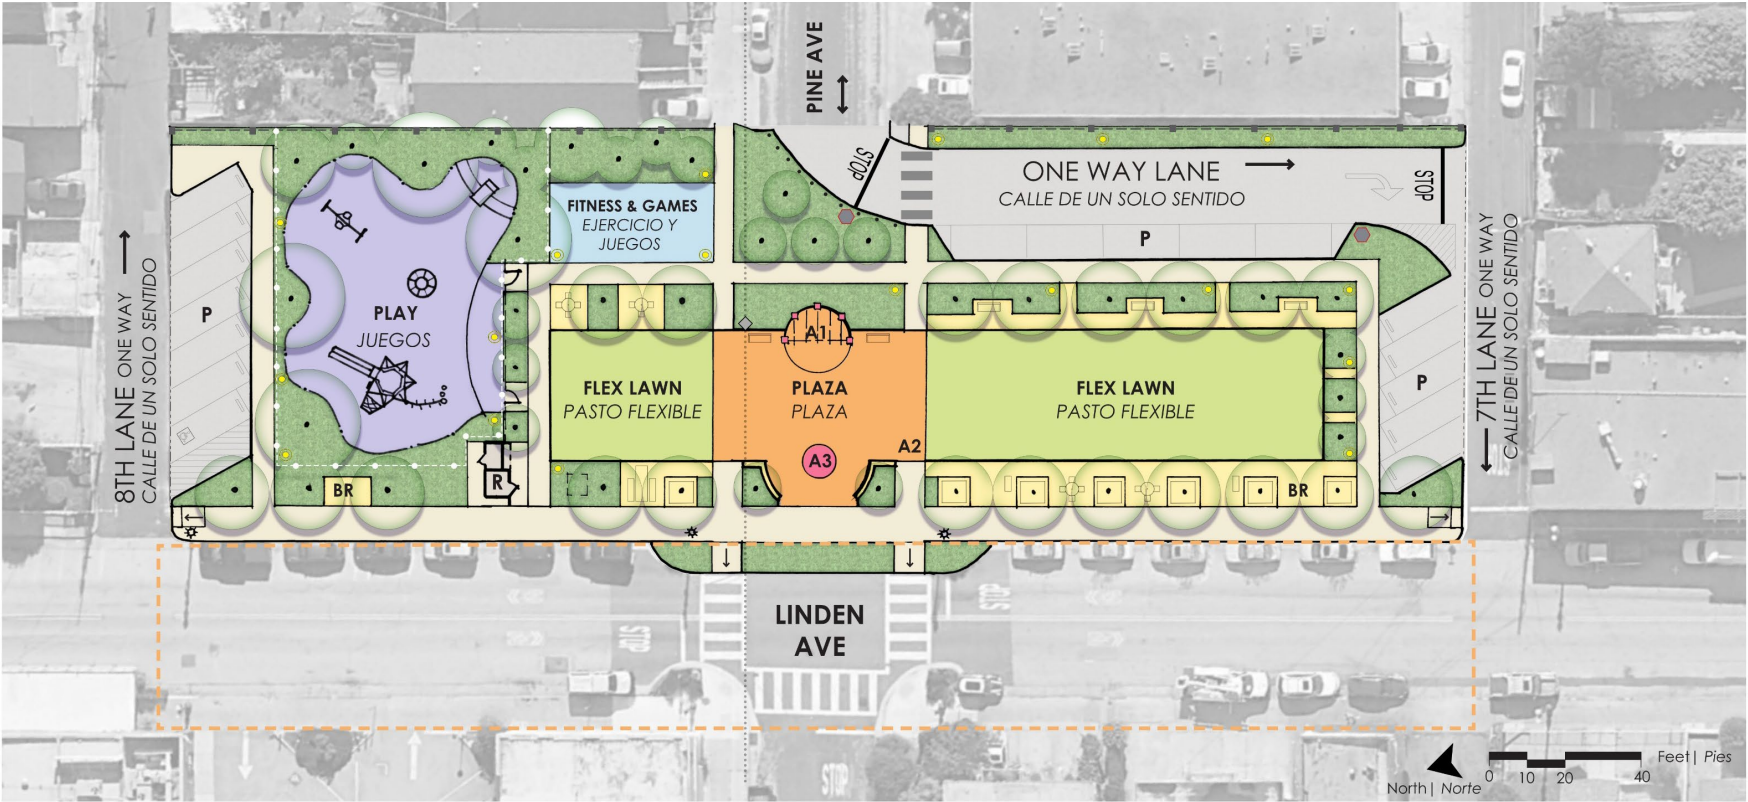 PINE AVE
STOP
ONE WAY LANE
CALLE DE UN SOLO SENTIDO
STOP
FITNESS & GAMES
EJERCICIO Y
JUEGOS
P
8TH LANE ONE WAY
CALLE DE UN SOLO SENTIDO
7TH LANE ONE WAY
CALLE DE UN SOLO SENTIDO
P
PLAY
JUEGOS
A1
FLEX LAWN
PASTO FLEXIBLE
PLAZA
PLAZA
FLEX LAWN
PASTO FLEXIBLE
P
A2
A3
BR
R
BR
STOP
STOP
LINDEN
AVE
STOP
North | Norte
0 10 20 40
Feet | Pies